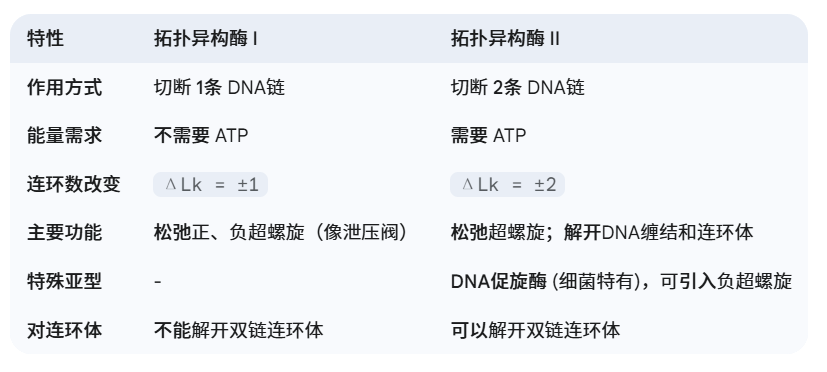 特性 拓扑异构酶 I 拓扑异构酶 II
作用方式 切断 1条 DNA链 切断 2条 DNA链
能量需求 不需要 ATP 需要 ATP
连环数改变 ΔLk = ±1 ΔLk = ±2
主要功能 松弛正、负超螺旋（像泄压阀） 松弛超螺旋；解开DNA缠结和连环体
特殊亚型 - DNA促旋酶 (细菌特有)，可引入负超螺旋
对连环体 不能解开双链连环体 可以解开双链连环体